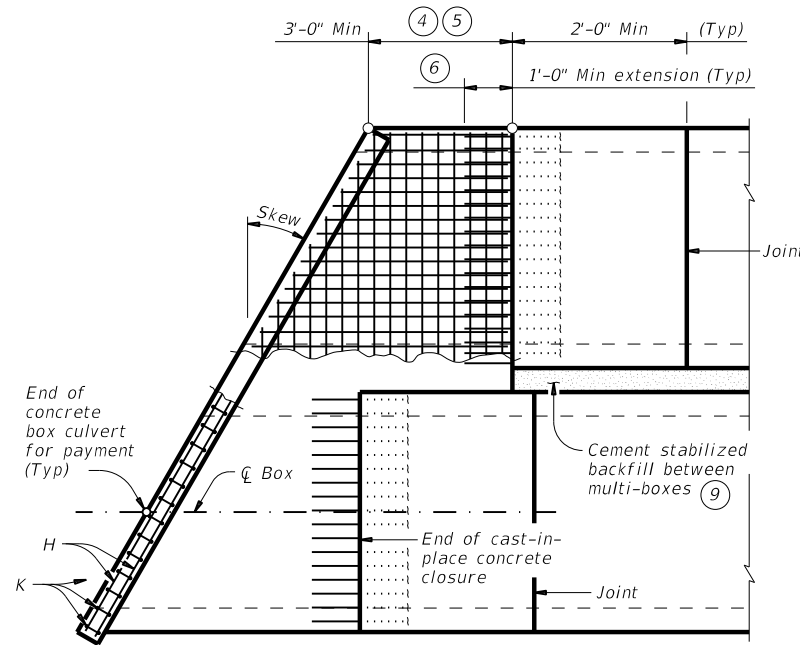 3'-0" Min
4 5
2'-0" Min
(Typ)
6
1'-0" Min extension (Typ)
Skew
Joint
End of
concrete
box culvert
for payment
(Typ)
℄ Box
Cement stabilized
backfill between
multi-boxes 9
H
K
End of cast-in-
place concrete
closure
Joint